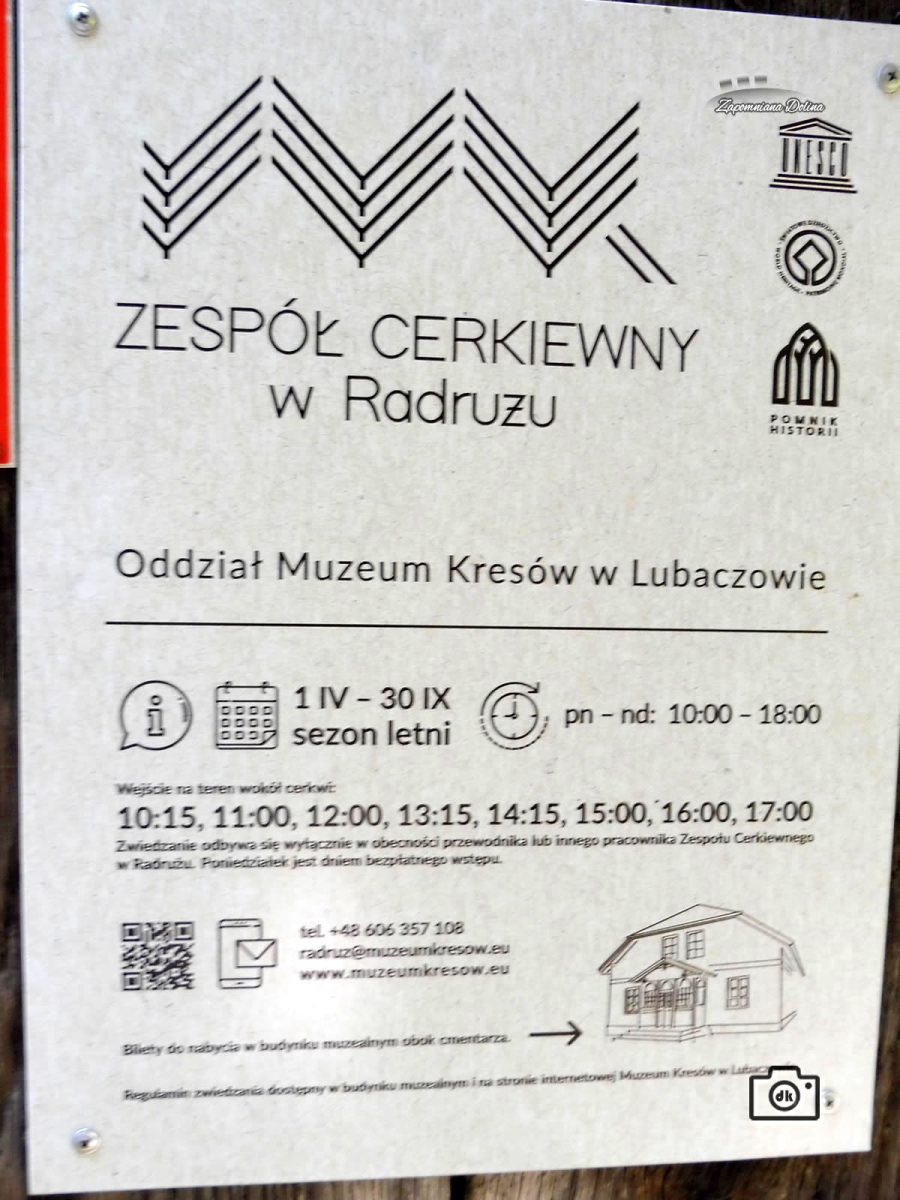 Zapomniana Dolina
UNESCO
ZESPÓŁ CERKIEWNY
w Radrużu
POMNIK
HISTORII
Oddział Muzeum Kresów w Lubaczowie
1 IV – 30 IX
sezon letni
pn – nd: 10:00 – 18:00
Wejście na teren wokół cerkwi:
10:15, 11:00, 12:00, 13:15, 14:15, 15:00, 16:00, 17:00
Zwiedzanie odbywa się wyłącznie w obecności przewodnika lub innego pracownika Zespołu Cerkiewnego
w Radrużu. Poniedziałek jest dniem bezpłatnego wstępu.
tel. +48 606 357 108
radruz@muzeumkresow.eu
www.muzeumkresow.eu
Bilety do nabycia w budynku muzealnym obok cmentarza.
Regulamin zwiedzania dostępny w budynku muzealnym i na stronie internetowej Muzeum Kresów w
dk